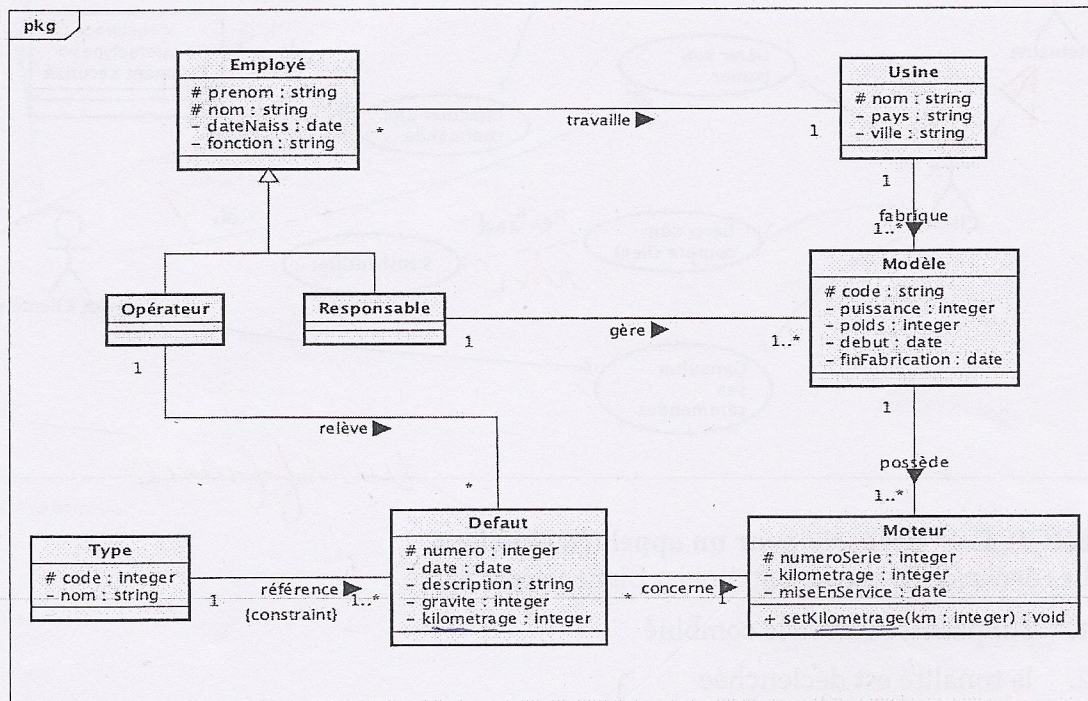 pkg
Employé
# prenom : string
# nom : string
- dateNaiss : date
- fonction : string
Usine
# nom : string
- pays : string
- ville : string
*
travaille
1
1
fabrique
1..*
Modèle
# code : string
- puissance : integer
- poids : integer
- debut : date
- finFabrication : date
Opérateur
Responsable
1
gère
1..*
1
1
relève
*
possède
1..*
Type
# code : integer
- nom : string
1
référence
{constraint}
1..*
Defaut
# numero : integer
- date : date
- description : string
- gravite : integer
- kilometrage : integer
*
concerne
1
Moteur
# numeroSerie : integer
- kilometrage : integer
- miseEnService : date
+ setKilometrage(km : integer) : void